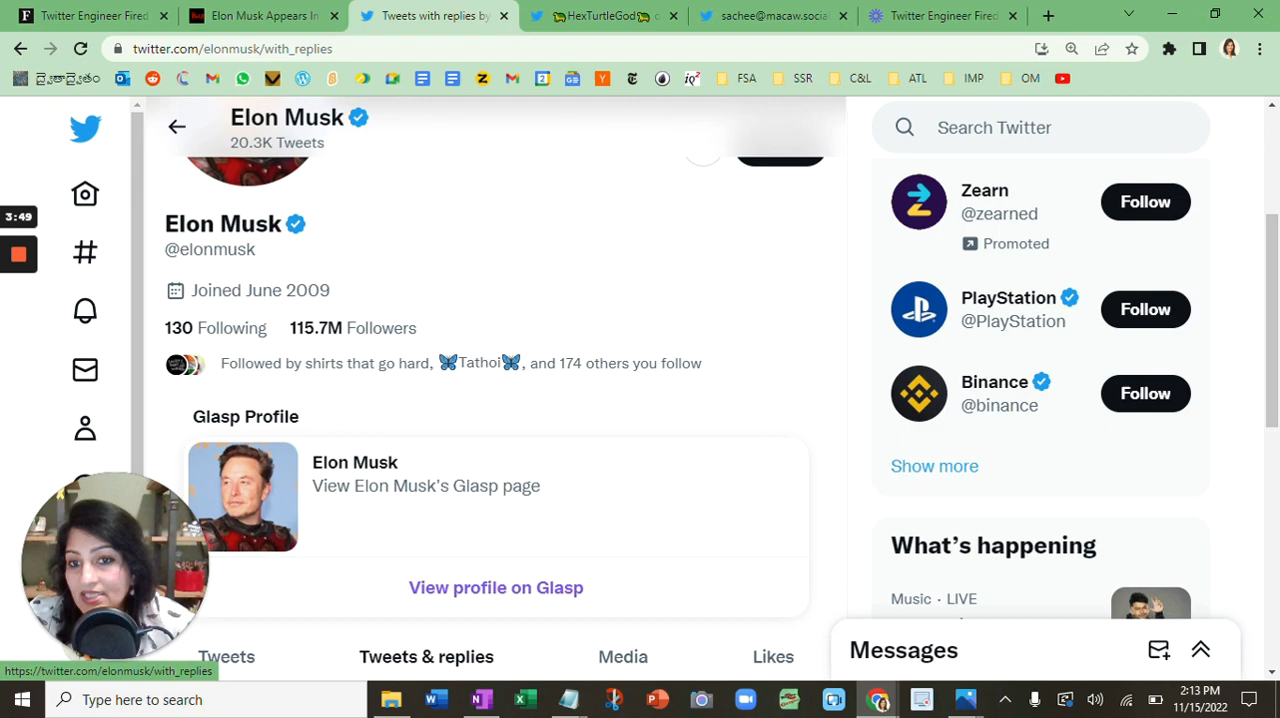 Twitter Engineer Fired
Elon Musk Appears In
Tweets with replies by
🐢HexTurtleGod🐢 c
sachee@macaw.social
Twitter Engineer Fired
twitter.com/elonmusk/with_replies
FSA
SSR
C&L
ATL
IMP
OM
Elon Musk
20.3K Tweets
Search Twitter
3:49
Elon Musk
@elonmusk
Joined June 2009
130 Following 115.7M Followers
Followed by shirts that go hard, 🦋Tathoi🦋, and 174 others you follow
Glasp Profile
Elon Musk
View Elon Musk's Glasp page
View profile on Glasp
Tweets
Tweets & replies
Media
Likes
Zearn
@zearned
Promoted
Follow
PlayStation
@PlayStation
Follow
Binance
@binance
Follow
Show more
What's happening
Music · LIVE
Messages
https://twitter.com/elonmusk/with_replies
Type here to search
2:13 PM
11/15/2022